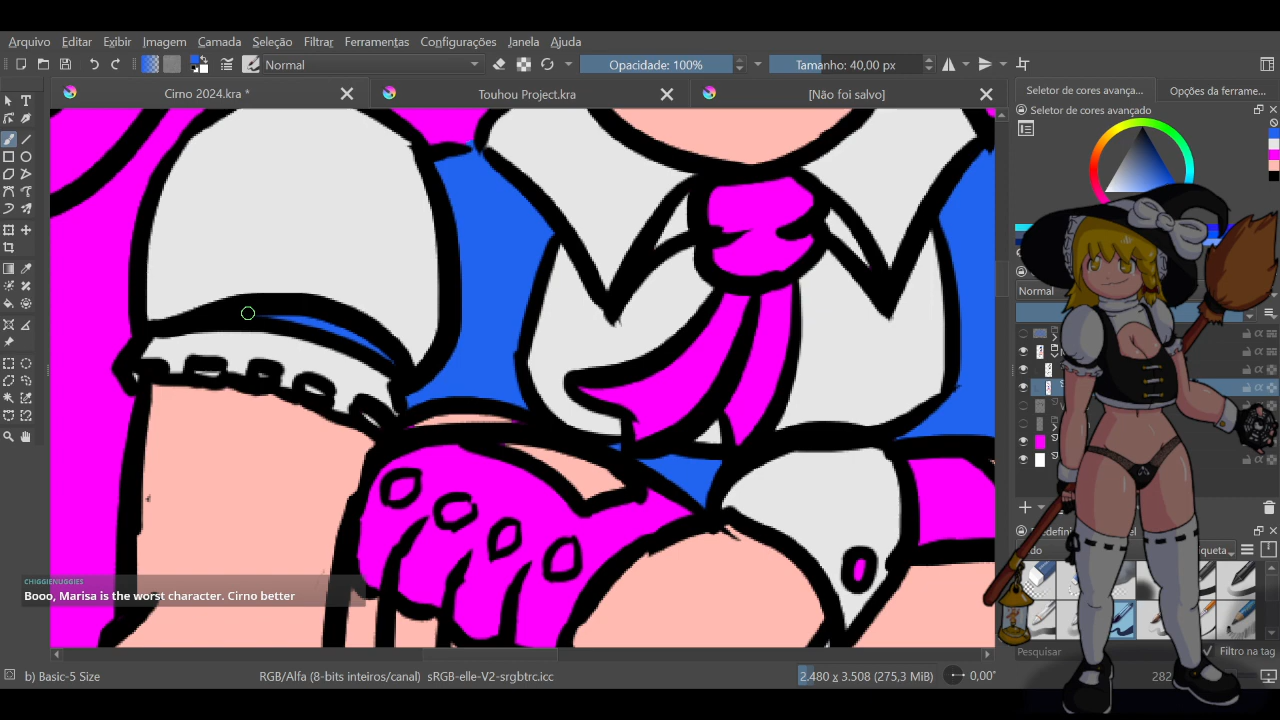 Arquivo Editar Exibir Imagem Camada Seleção Filtrar Ferramentas Configurações Janela Ajuda
Normal Opacidade: 100% Tamanho: 40,00 px
Cirno 2024.kra * Touhou Project.kra [Não foi salvo]
Seletor de cores avança... Opções da ferrame...
Seletor de cores avançado
Normal
CHIGGIENUGGIES
Booo, Marisa is the worst character. Cirno better
Pesquisar Filtro na tag
b) Basic-5 Size RGB/Alfa (8-bits inteiros/canal) sRGB-elle-V2-srgbtrc.icc 2.480 x 3.508 (275,3 MiB) 0,00°